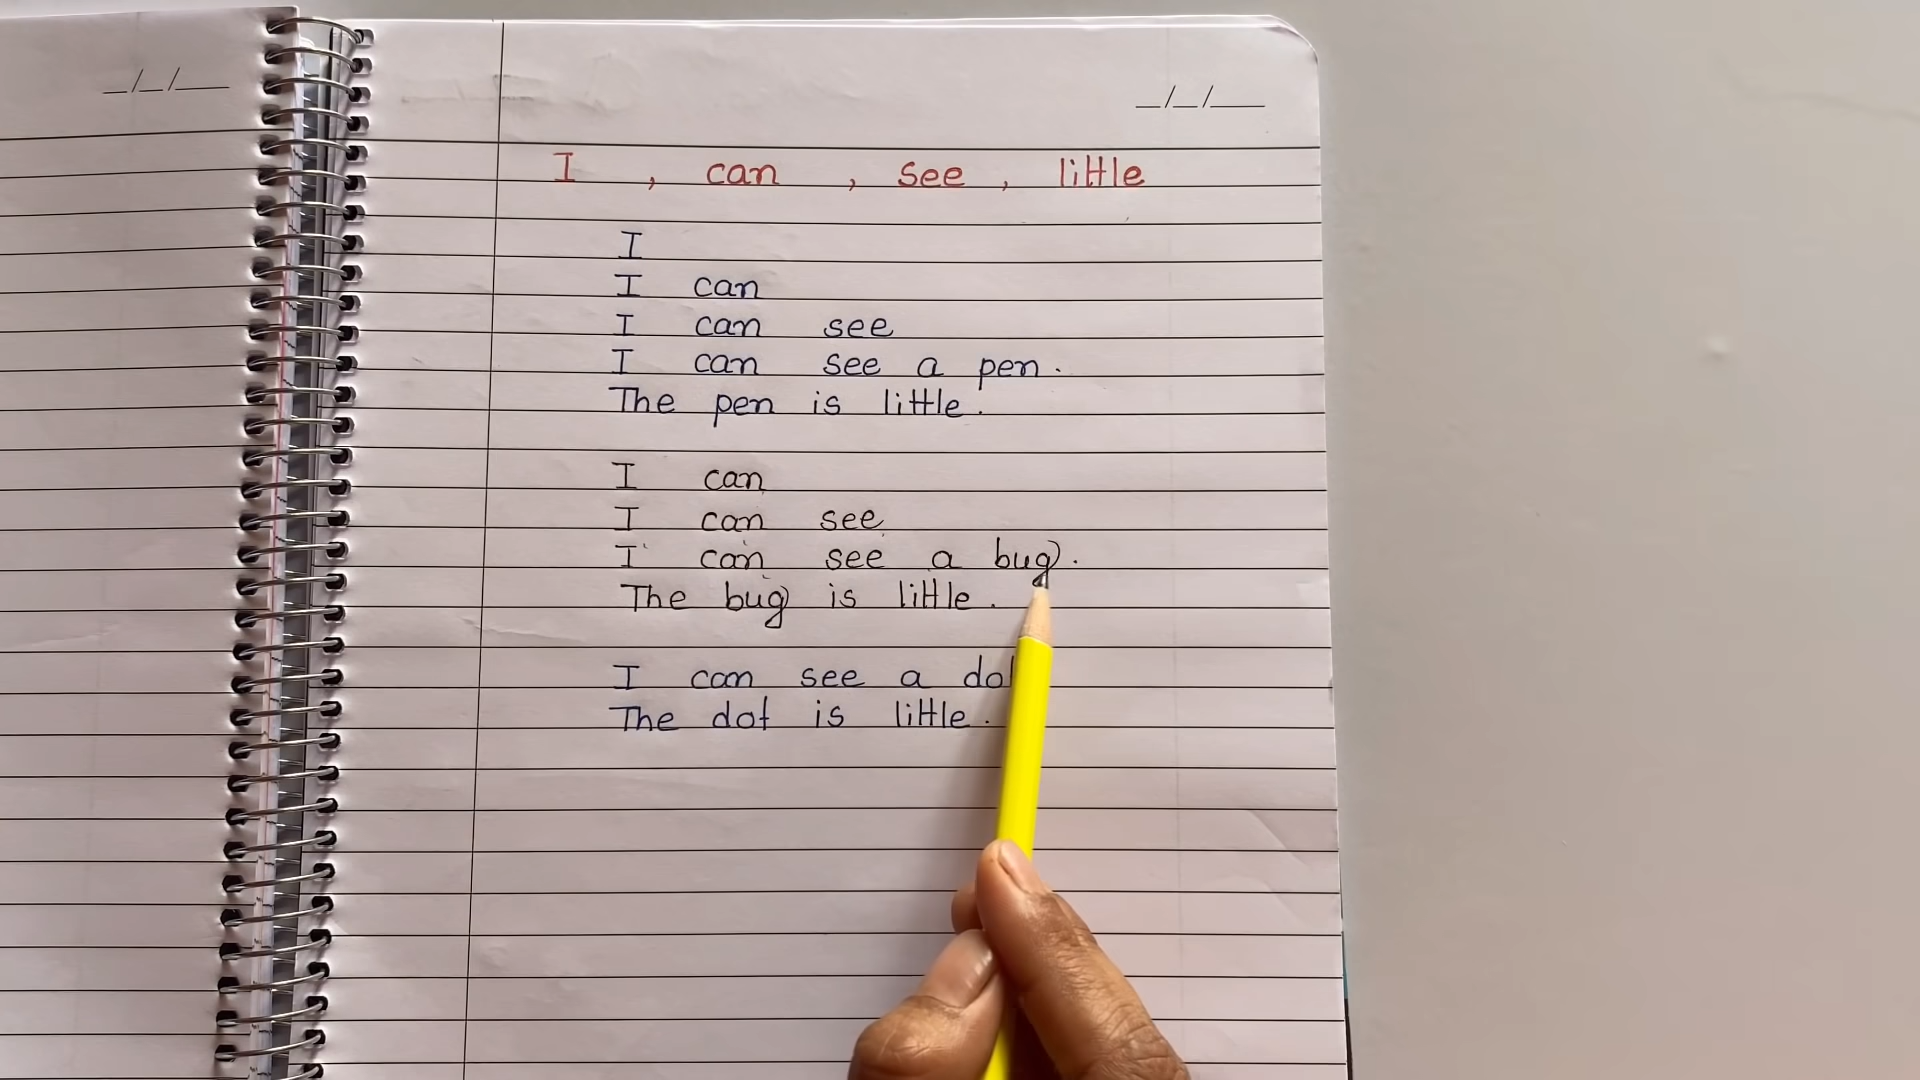 I , can , see , little
I
I can
I can see
I can see a pen.
The pen is little.
I can
I can see
I can see a bug.
The bug is little.
I can see a
The dot is little.